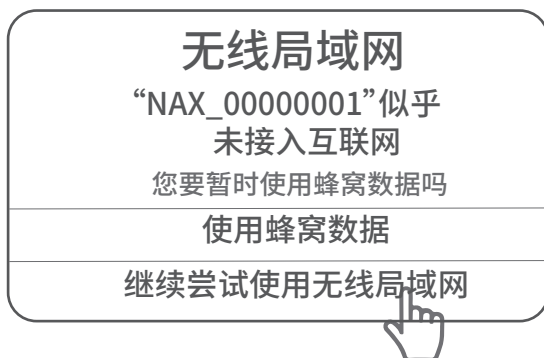 无线局域网
“NAX_00000001”似乎
未接入互联网
您要暂时使用蜂窝数据吗
使用蜂窝数据
继续尝试使用无线局域网